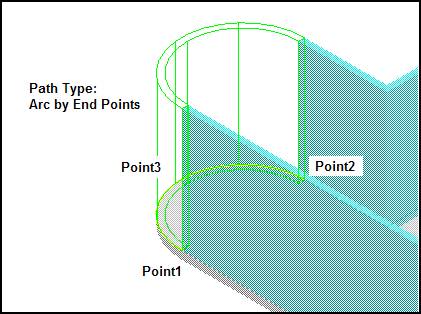 Path Type:
Arc by End Points
Point3
Point2
Point1